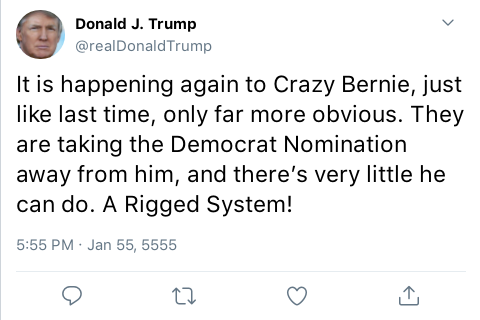 Donald J. Trump
@realDonaldTrump
It is happening again to Crazy Bernie, just
like last time, only far more obvious. They
are taking the Democrat Nomination
away from him, and there’s very little he
can do. A Rigged System!
5:55 PM · Jan 55, 5555